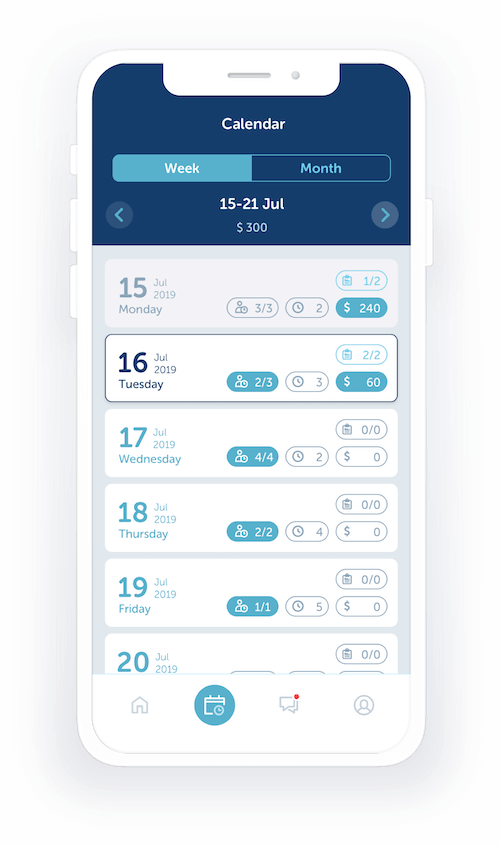 Calendar
Week Month
15-21 Jul
$ 300
15 Jul 2019 1/2
Monday 3/3 2 $ 240
16 Jul 2019 2/2
Tuesday 2/3 3 $ 60
17 Jul 2019 0/0
Wednesday 4/4 2 $ 0
18 Jul 2019 0/0
Thursday 2/2 4 $ 0
19 Jul 2019 0/0
Friday 1/1 5 $ 0
20 Jul 2019 0/0